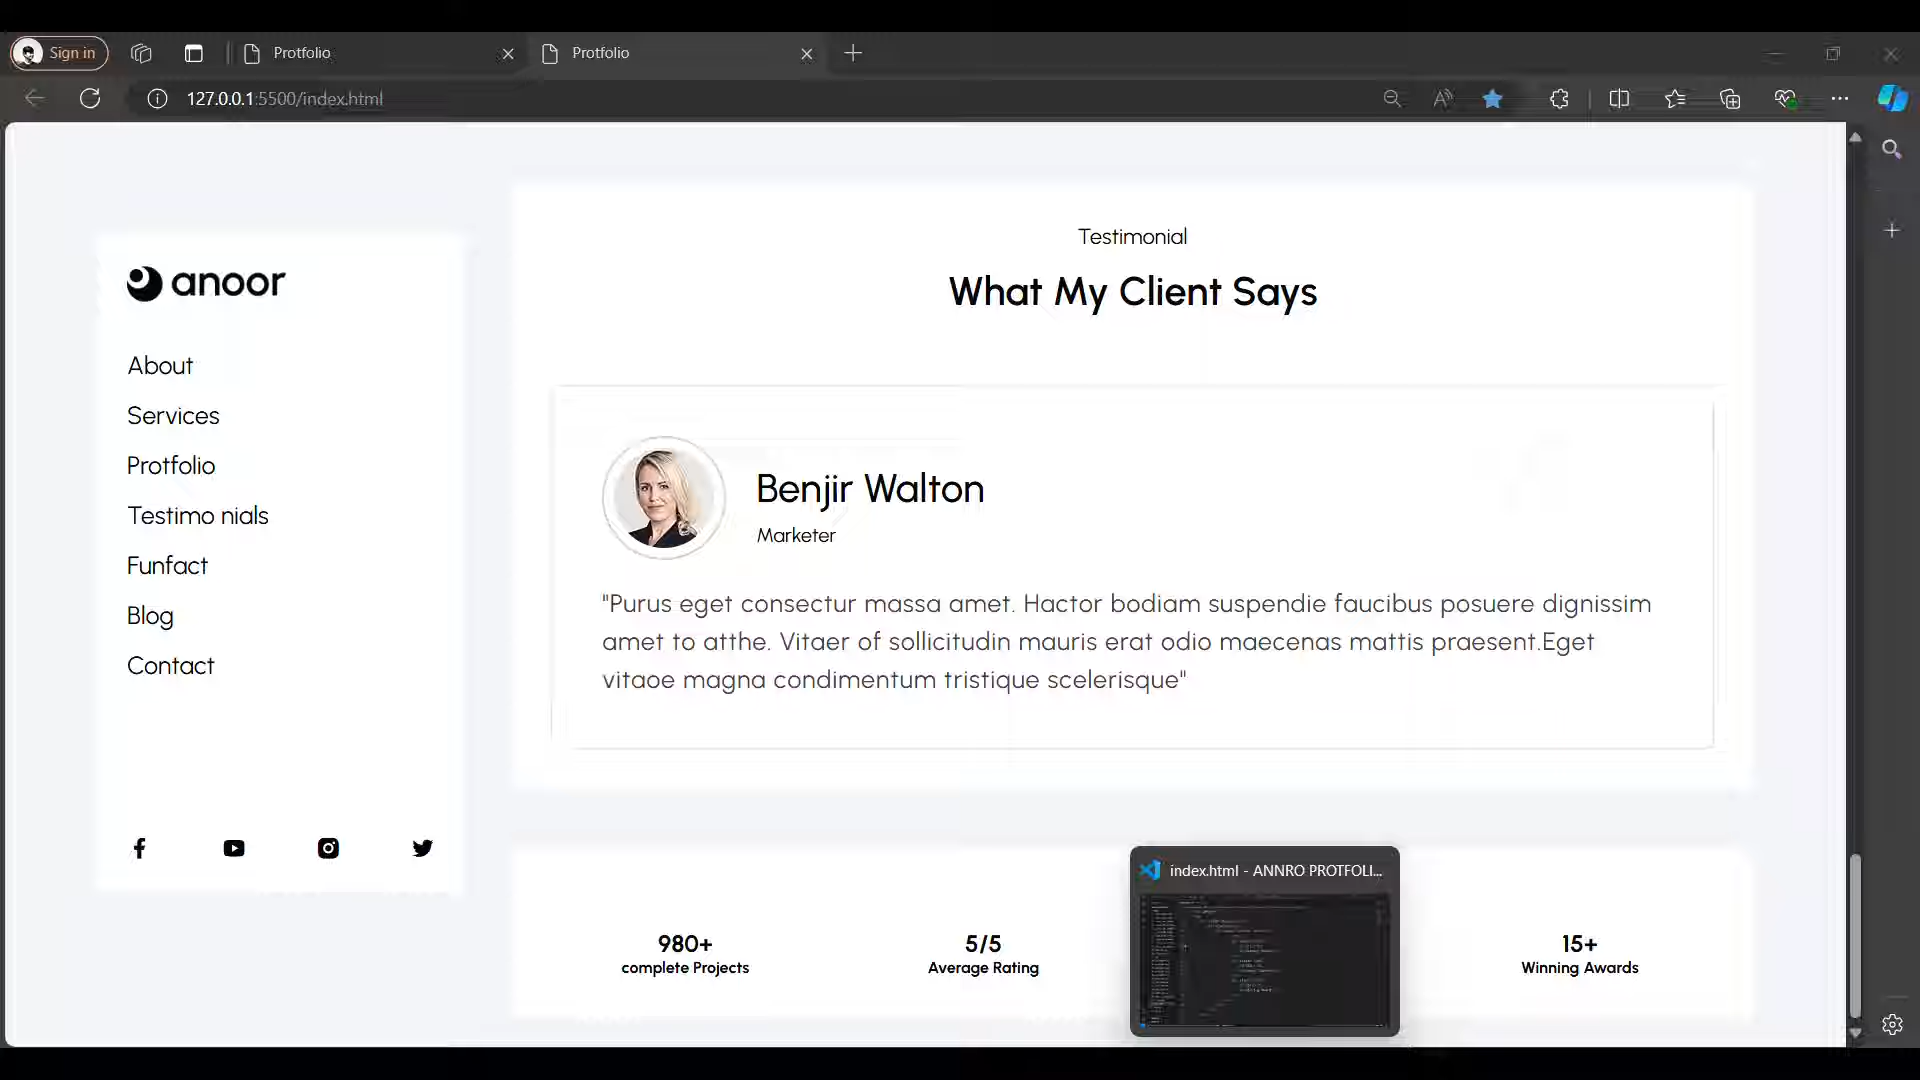 Sign in
Protfolio
Protfolio
127.0.0.1:5500/index.html
anoor
About
Services
Protfolio
Testimo nials
Funfact
Blog
Contact
Testimonial
What My Client Says
Benjir Walton
Marketer
"Purus eget consectur massa amet. Hactor bodiam suspendie faucibus posuere dignissim
amet to atthe. Vitaer of sollicitudin mauris erat odio maecenas mattis praesent.Eget
vitaoe magna condimentum tristique scelerisque"
980+
complete Projects
5/5
Average Rating
index.html - ANNRO PROTFOLI...
15+
Winning Awards